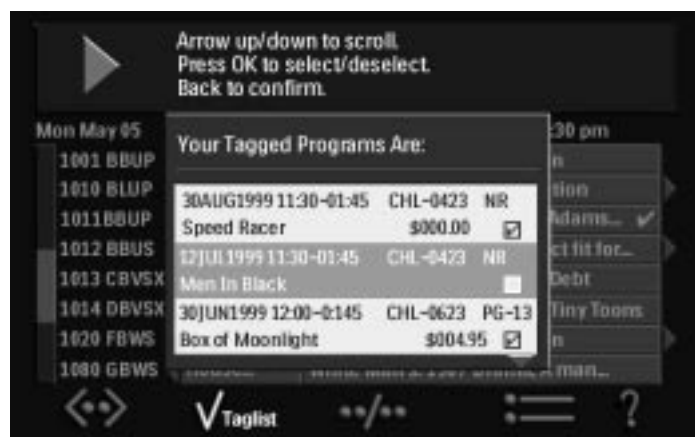 Arrow up/down to scroll.
Press OK to select/deselect.
Back to confirm.
Mon May 05
:30 pm
Your Tagged Programs Are:
1001 BBUP
n
1010 BLUP
tion
30AUG1999 11:30-01:45 CHL-0423 NR
1011BBUP
Adams...
Speed Racer $000.00
1012 BBUS
ct fit for...
12JUL1999 11:30-01:45 CHL-0423 NR
1013 CBVSX
Men In Black
Debt
1014 DBVSX
30JUN1999 12:00-0:145 CHL-0623 PG-13
Tiny Toons
1020 FBWS
Box of Moonlight $004.95
n
1080 GBWS
man...
Taglist
?